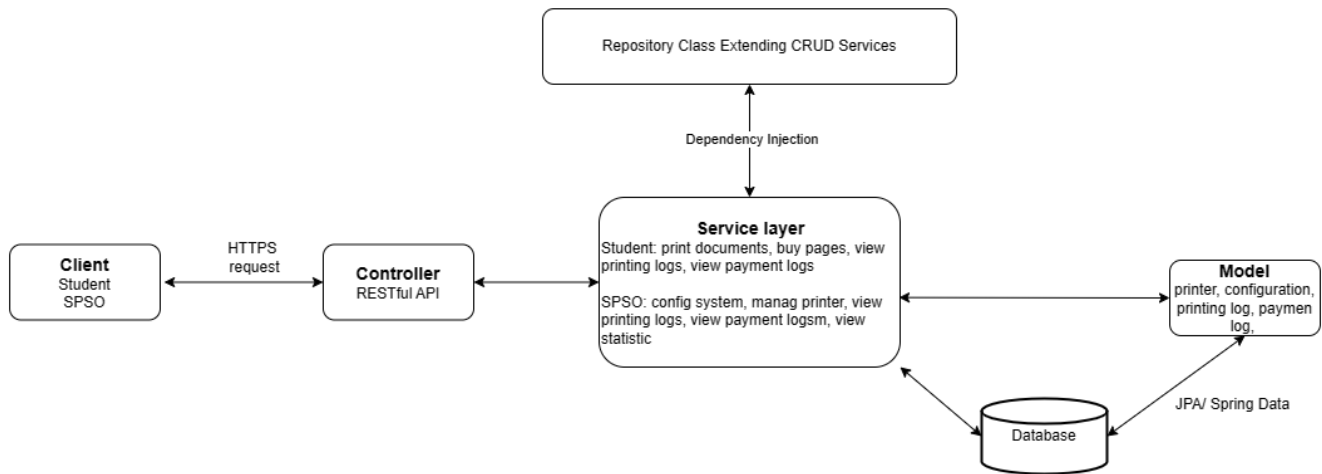 Repository Class Extending CRUD Services
Dependency Injection
Service layer
Student: print documents, buy pages, view
printing logs, view payment logs
SPSO: config system, manag printer, view
printing logs, view payment logsm, view
statistic
HTTPS
request
Client
Student
SPSO
Controller
RESTful API
Model
printer, configuration,
printing log, paymen
log,
JPA/ Spring Data
Database